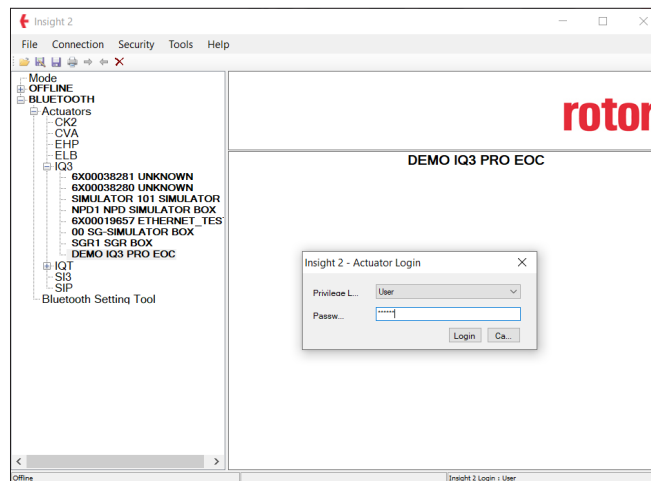 Insight 2
File Connection Security Tools Help
Mode
OFFLINE
BLUETOOTH
Actuators
CK2
CVA
EHP
ELB
IQ3
6X00038281 UNKNOWN
6X00038280 UNKNOWN
SIMULATOR 101 SIMULATOR
NPD1 NPD SIMULATOR BOX
6X00019657 ETHERNET_TES
00 SG-SIMULATOR BOX
SGR1 SGR BOX
DEMO IQ3 PRO EOC
IQT
SI3
SIP
Bluetooth Setting Tool
rotor
DEMO IQ3 PRO EOC
Insight 2 - Actuator Login
Privilege L... User
Passw... ******
Login Ca...
Offline Insight 2 Login : User